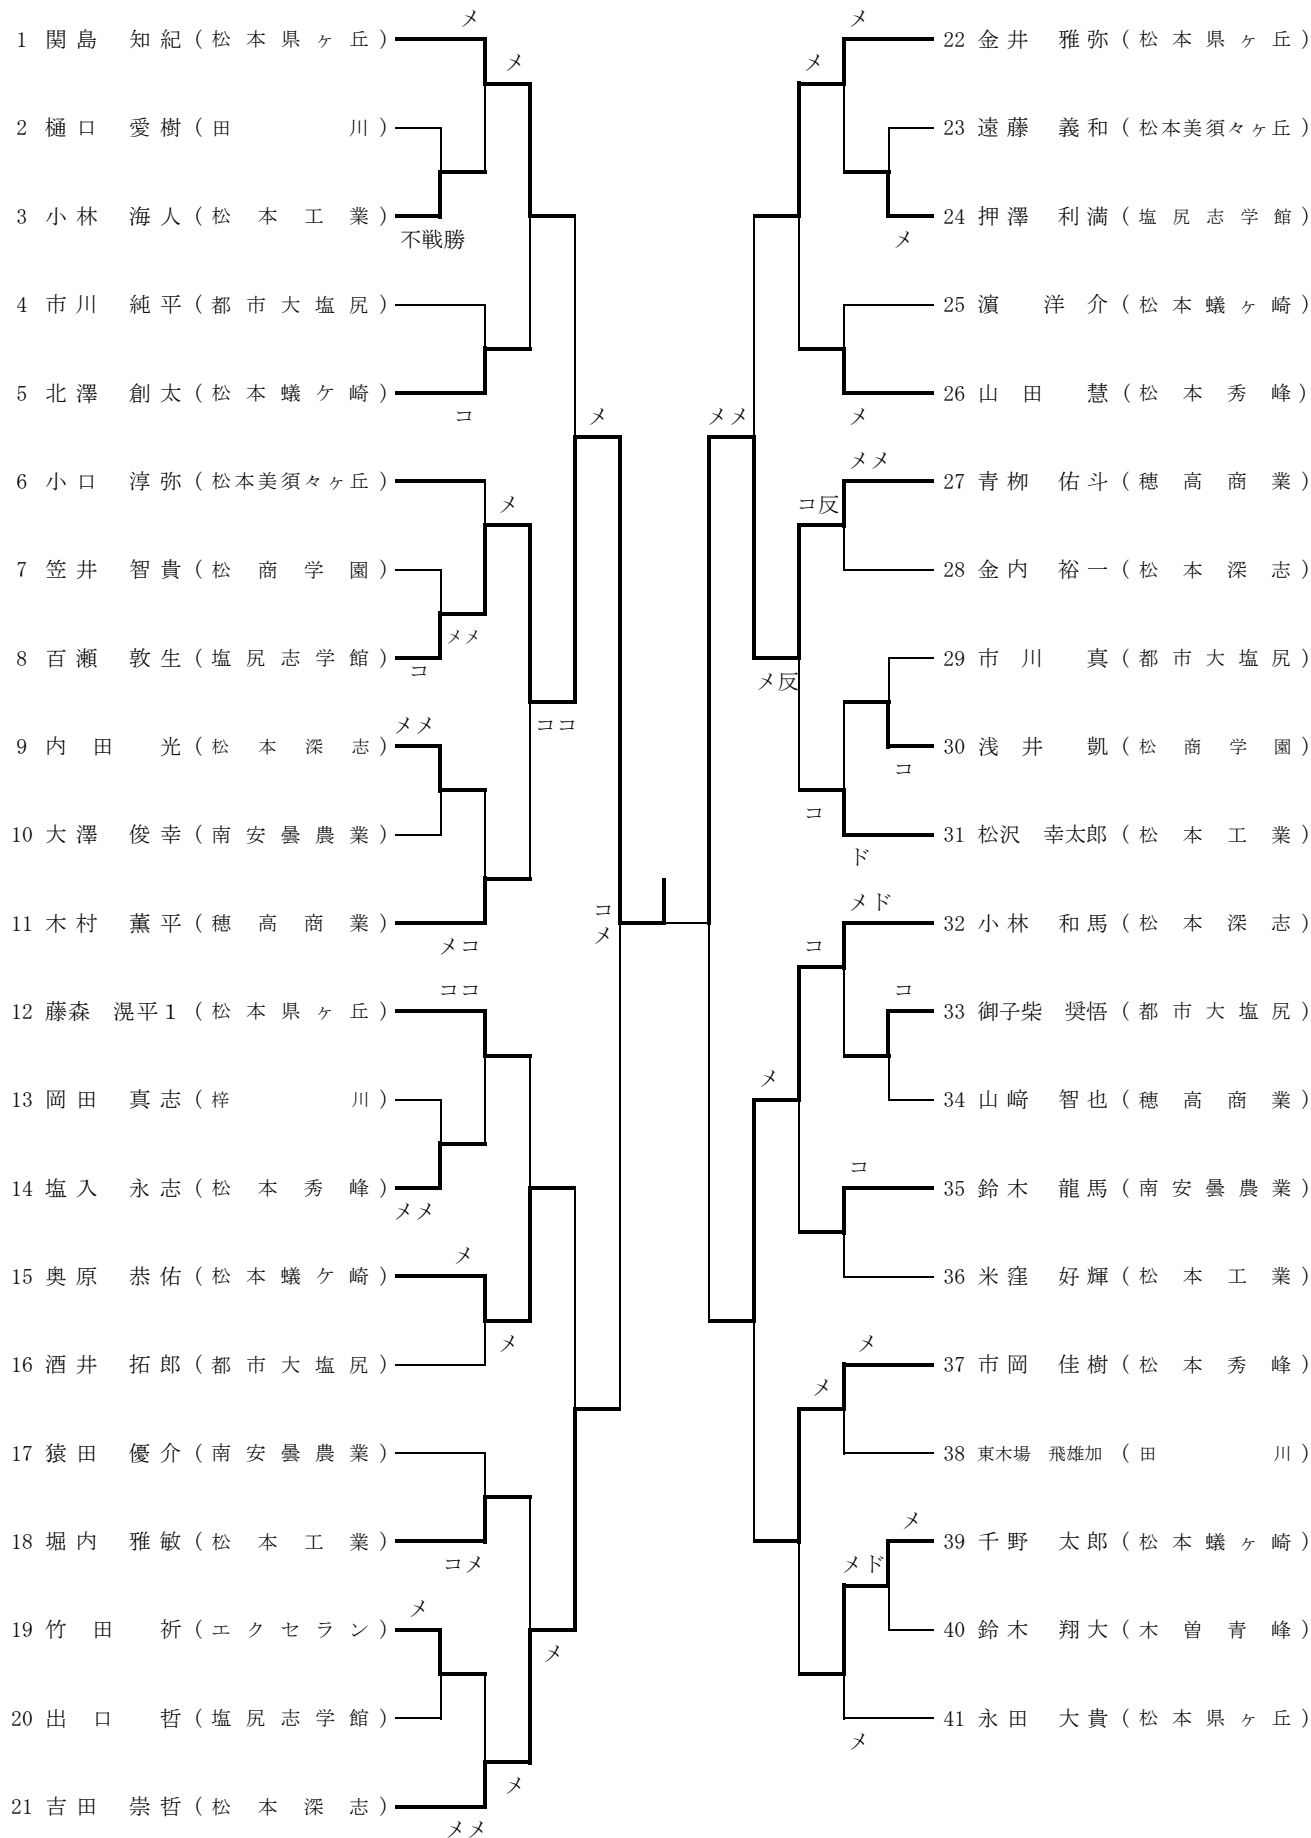 メ
1 関島 知紀（松本県ヶ丘）
メ
2 樋口 愛樹（田川）
3 小林 海人（松本工業）
不戦勝
4 市川 純平（都市大塩尻）
5 北澤 創太（松本蟻ケ崎）
コ
メ
6 小口 淳弥（松本美須々ヶ丘）
メ
7 笠井 智貴（松商学園）
メメ
8 百瀬 敦生（塩尻志学館）
コ
メメ
ココ
9 内田 光（松本深志）
10 大澤 俊幸（南安曇農業）
11 木村 薫平（穂高商業）
メコ
コ
メ
ココ
12 藤森 滉平１（松本県ヶ丘）
13 岡田 真志（梓川）
14 塩入 永志（松本秀峰）
メメ
メ
15 奥原 恭佑（松本蟻ケ崎）
メ
16 酒井 拓郎（都市大塩尻）
17 猿田 優介（南安曇農業）
18 堀内 雅敏（松本工業）
コメ
メ
19 竹田 祈（エクセラン）
メ
20 出口 哲（塩尻志学館）
メ
21 吉田 崇哲（松本深志）
メメ
メ
22 金井 雅弥（松本県ヶ丘）
メ
23 遠藤 義和（松本美須々ヶ丘）
24 押澤 利満（塩尻志学館）
メ
25 濵 洋介（松本蟻ヶ崎）
26 山田 慧（松本秀峰）
メ
メメ
メメ
27 青栁 佑斗（穂高商業）
コ反
28 金内 裕一（松本深志）
29 市川 真（都市大塩尻）
メ反
30 浅井 凱（松商学園）
コ
コ
31 松沢 幸太郎（松本工業）
ド
メド
32 小林 和馬（松本深志）
コ
コ
33 御子柴 奨悟（都市大塩尻）
メ
34 山﨑 智也（穂高商業）
コ
35 鈴木 龍馬（南安曇農業）
36 米窪 好輝（松本工業）
メ
37 市岡 佳樹（松本秀峰）
メ
38 東木場 飛雄加（田川）
メ
39 千野 太郎（松本蟻ヶ崎）
メド
40 鈴木 翔大（木曽青峰）
41 永田 大貴（松本県ヶ丘）
メ